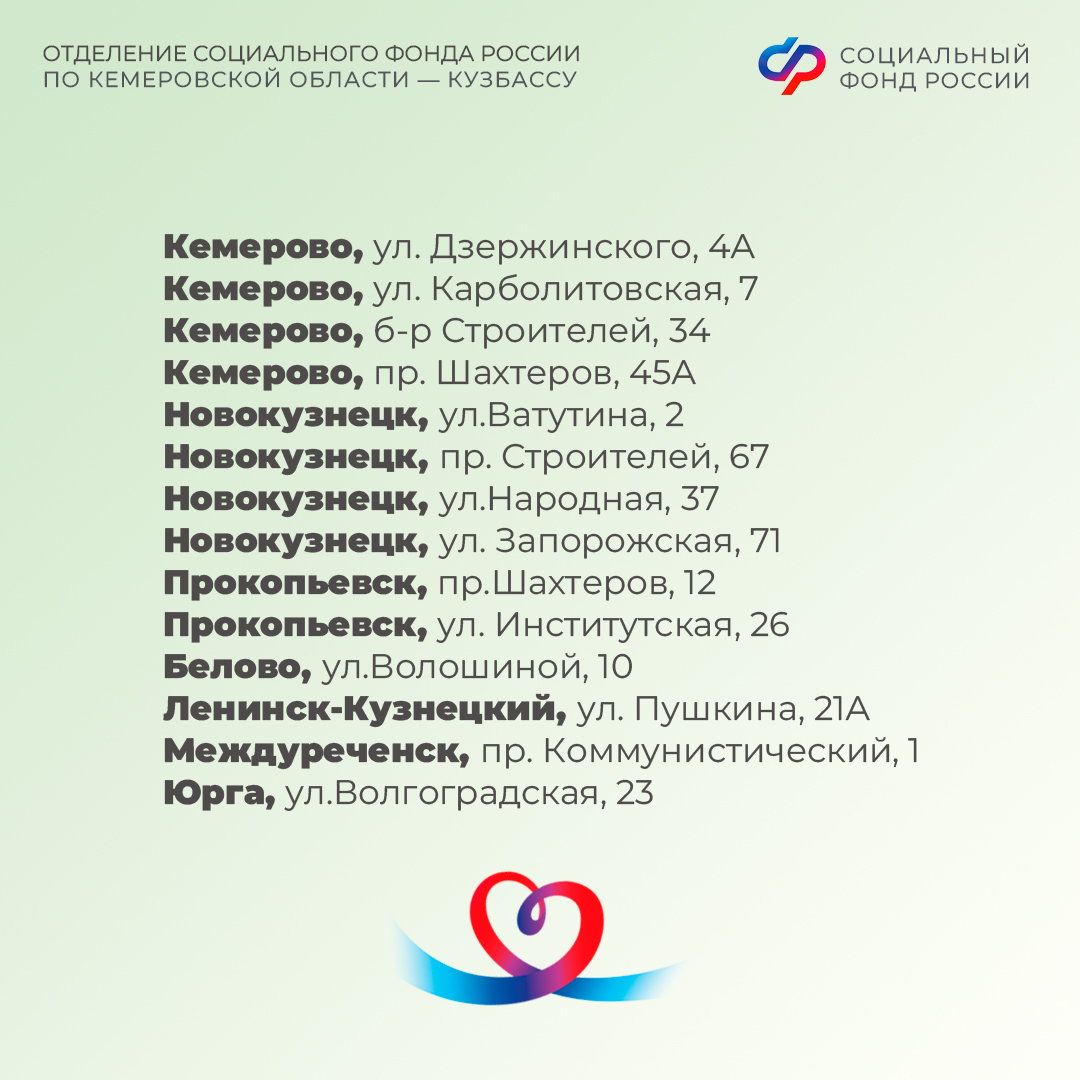 ОТДЕЛЕНИЕ СОЦИАЛЬНОГО ФОНДА РОССИИ
ПО КЕМЕРОВСКОЙ ОБЛАСТИ — КУЗБАССУ
СОЦИАЛЬНЫЙ
ФОНД РОССИИ
Кемерово, ул. Дзержинского, 4А
Кемерово, ул. Карболитовская, 7
Кемерово, б-р Строителей, 34
Кемерово, пр. Шахтеров, 45А
Новокузнецк, ул.Ватутина, 2
Новокузнецк, пр. Строителей, 67
Новокузнецк, ул.Народная, 37
Новокузнецк, ул. Запорожская, 71
Прокопьевск, пр.Шахтеров, 12
Прокопьевск, ул. Институтская, 26
Белово, ул.Волошиной, 10
Ленинск-Кузнецкий, ул. Пушкина, 21А
Междуреченск, пр. Коммунистический, 1
Юрга, ул.Волгоградская, 23